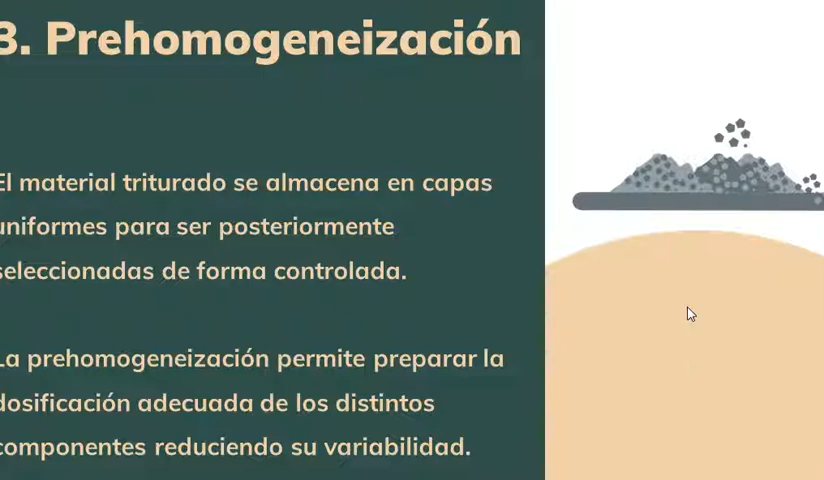 3. Prehomogeneización
El material triturado se almacena en capas
uniformes para ser posteriormente
seleccionadas de forma controlada.
La prehomogeneización permite preparar la
dosificación adecuada de los distintos
componentes reduciendo su variabilidad.